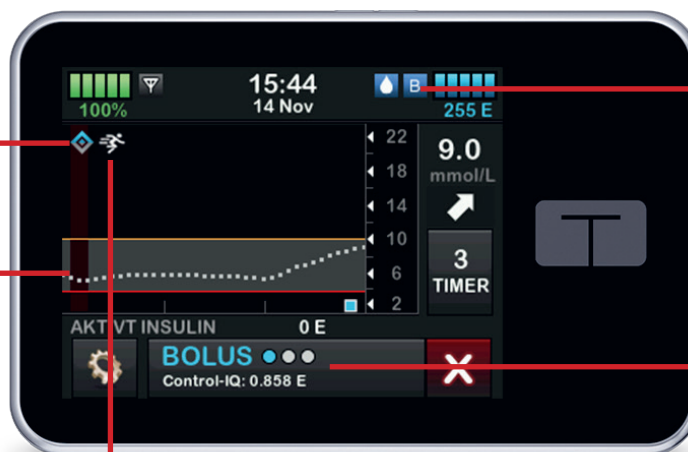 15:44
14 Nov
100%
B
255 E
22
18
14
10
6
2
9.0
mmol/L
3
TIMER
AKTIVT INSULIN 0 E
BOLUS
Control-IQ: 0.858 E
X
T